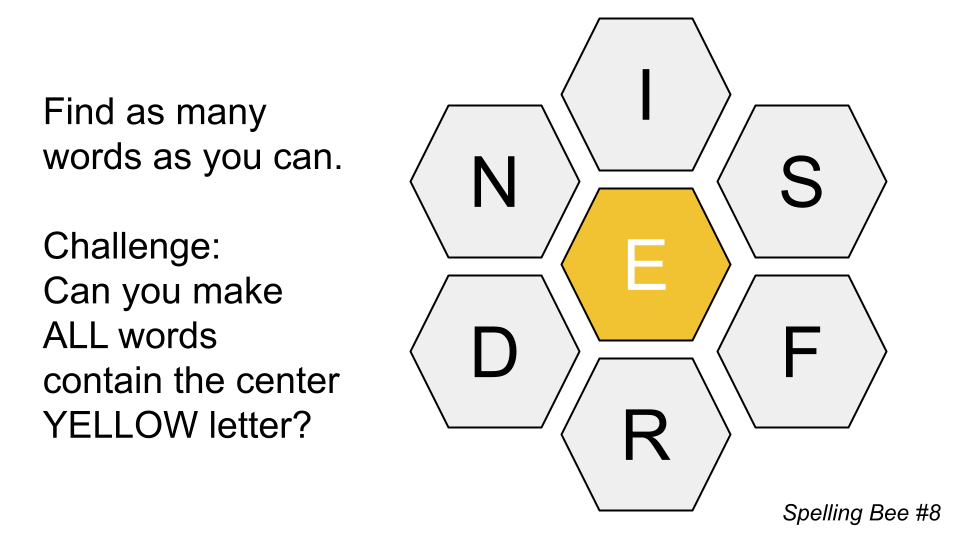 Find as many
words as you can.
Challenge:
Can you make
ALL words
contain the center
YELLOW letter?
I
N
S
E
D
F
R
Spelling Bee #8